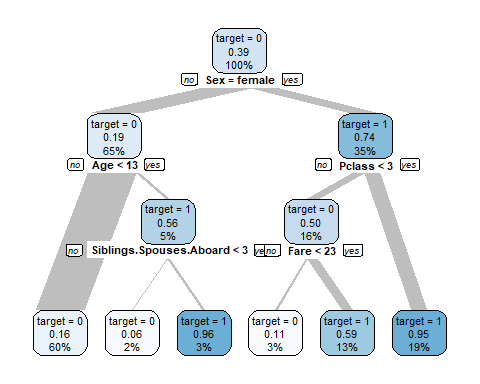 target = 0
0.39
100%
no Sex = female yes
target = 0
0.19
65%
target = 1
0.74
35%
no Age < 13 yes
no Pclass < 3 yes
target = 1
0.56
5%
target = 0
0.50
16%
no Siblings.Spouses.Aboard < 3 yes
no Fare < 23 yes
target = 0
0.16
60%
target = 0
0.06
2%
target = 1
0.96
3%
target = 0
0.11
3%
target = 1
0.59
13%
target = 1
0.95
19%